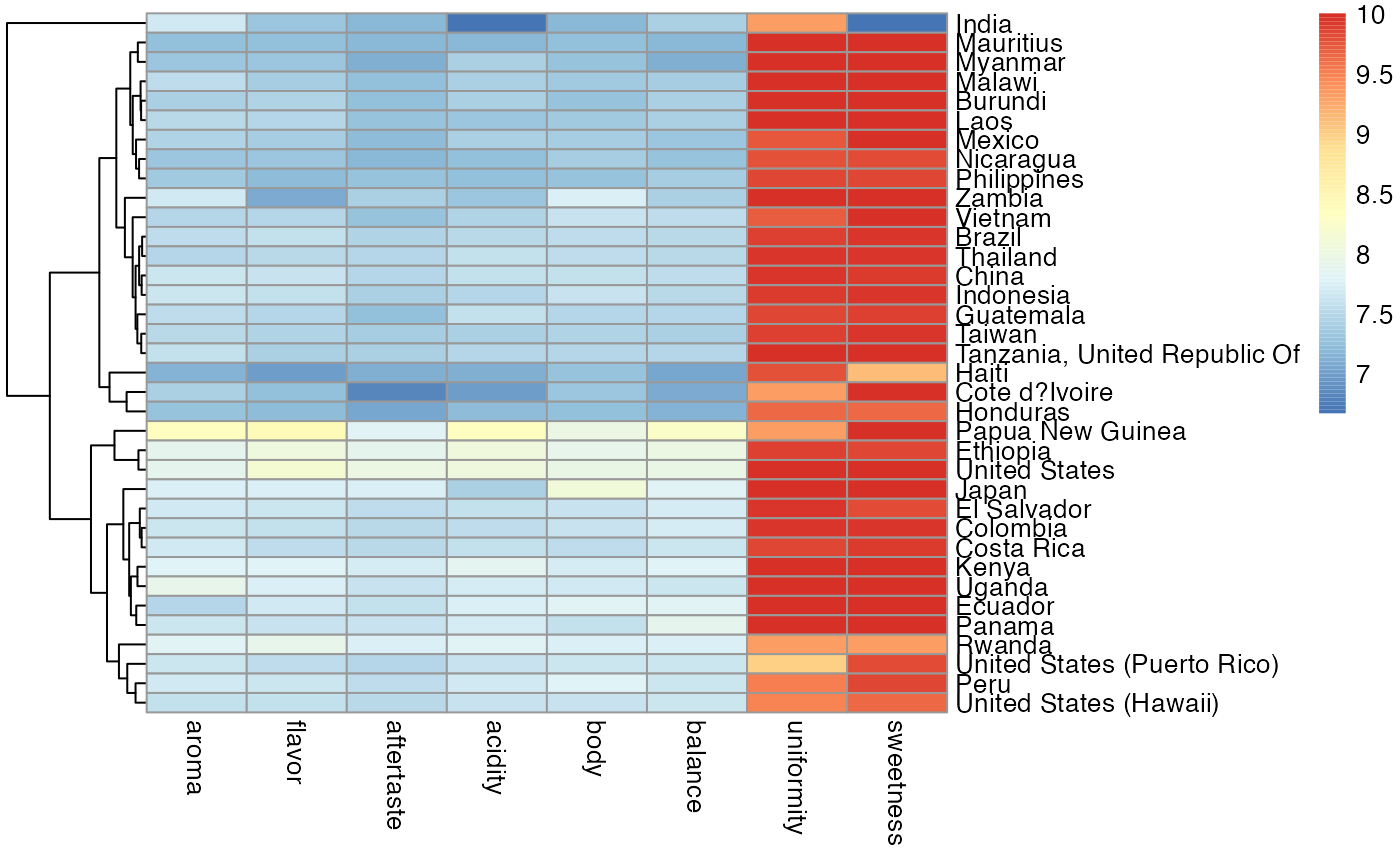 India
Mauritius
Myanmar
Malawi
Burundi
Laos
Mexico
Nicaragua
Philippines
Zambia
Vietnam
Brazil
Thailand
China
Indonesia
Guatemala
Taiwan
Tanzania, United Republic Of
Haiti
Cote d?Ivoire
Honduras
Papua New Guinea
Ethiopia
United States
Japan
El Salvador
Colombia
Costa Rica
Kenya
Uganda
Ecuador
Panama
Rwanda
United States (Puerto Rico)
Peru
United States (Hawaii)
aroma
flavor
aftertaste
acidity
body
balance
uniformity
sweetness
10
9.5
9
8.5
8
7.5
7